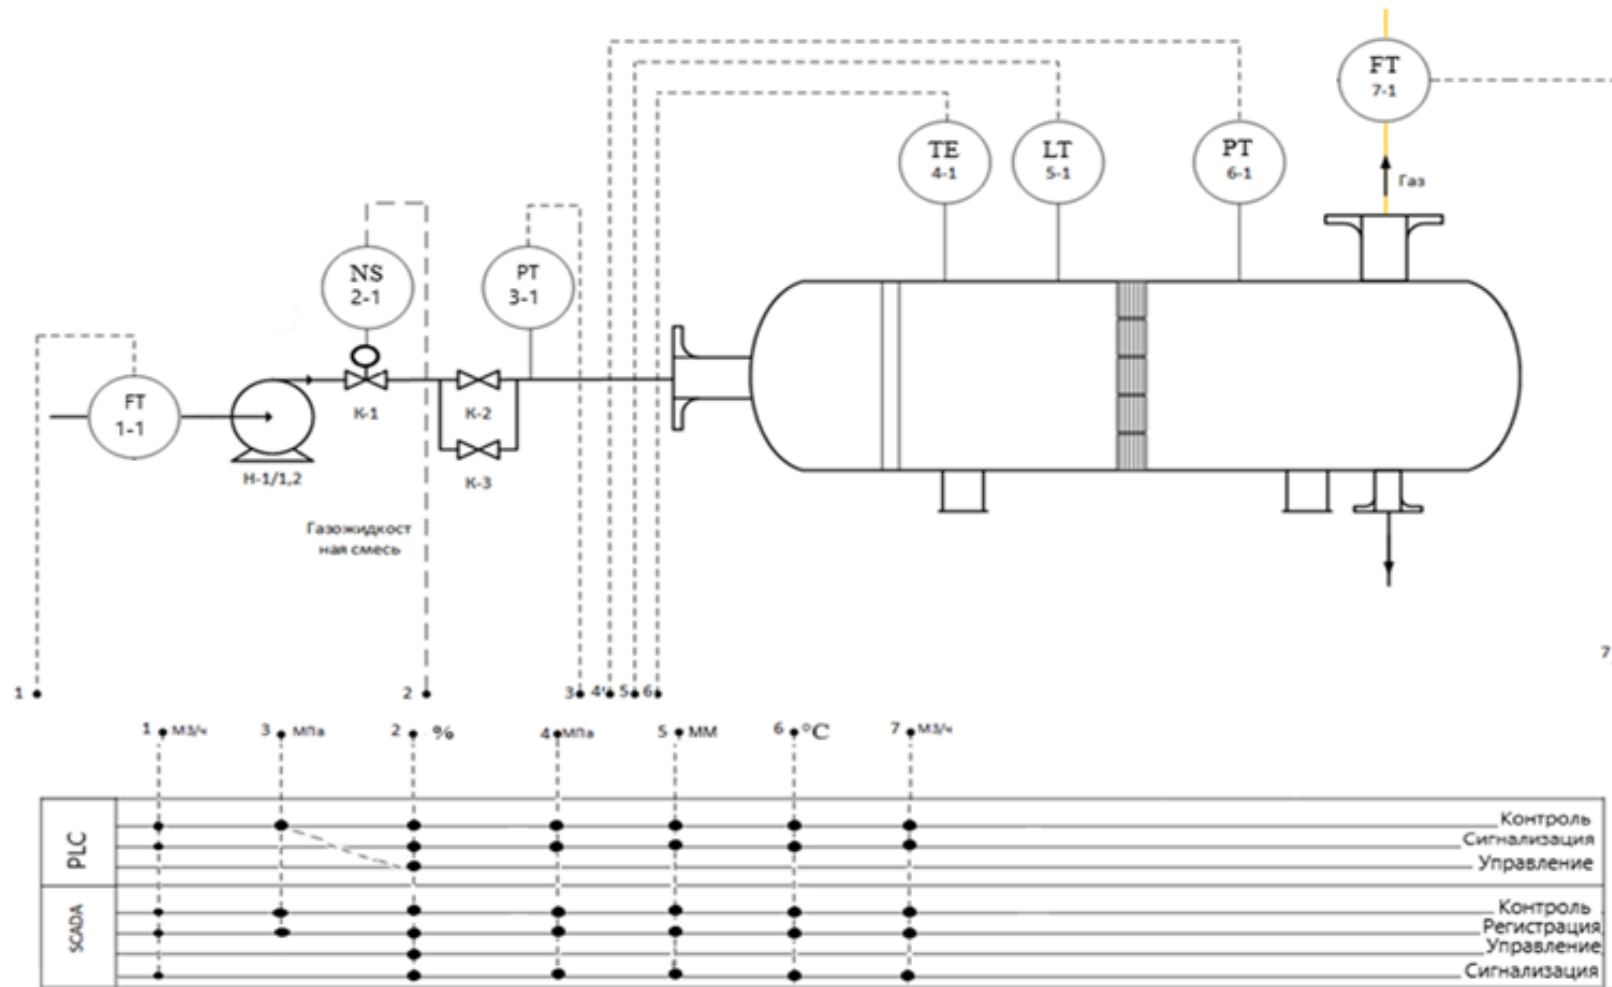 FT
7-1
TE
4-1
LT
5-1
PT
6-1
Газ
NS
2-1
PT
3-1
FT
1-1
К-1
К-2
К-3
Н-1/1,2
Газожидкост
ная смесь
7
1
2
3
4
5
6
1 М3/ч
3 МПа
2 %
4 МПа
5 ММ
6 °C
7 М3/ч
PLC
Контроль
Сигнализация
Управление
SCADA
Контроль
Регистрация
Управление
Сигнализация